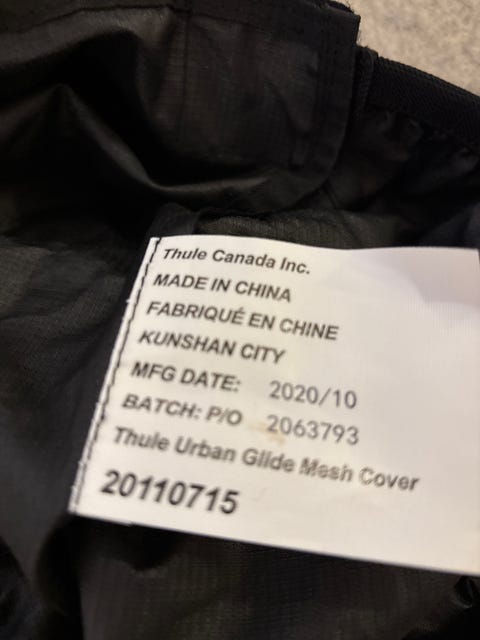 Thule Canada Inc.
MADE IN CHINA
FABRIQUÉ EN CHINE
KUNSHAN CITY
MFG DATE: 2020/10
BATCH: P/O 2063793
Thule Urban Glide Mesh Cover
20110715